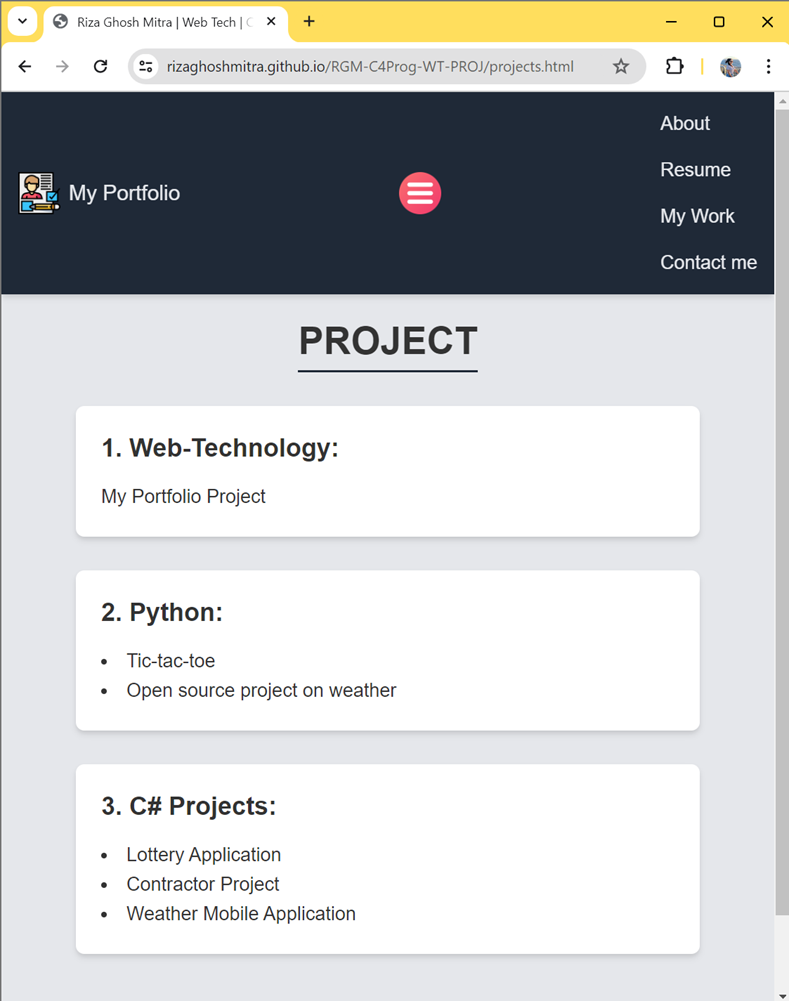 Riza Ghosh Mitra | Web Tech |
rizaghoshmitra.github.io/RGM-C4Prog-WT-PROJ/projects.html
My Portfolio
About
Resume
My Work
Contact me
PROJECT
1. Web-Technology:
My Portfolio Project
2. Python:
• Tic-tac-toe
• Open source project on weather
3. C# Projects:
• Lottery Application
• Contractor Project
• Weather Mobile Application